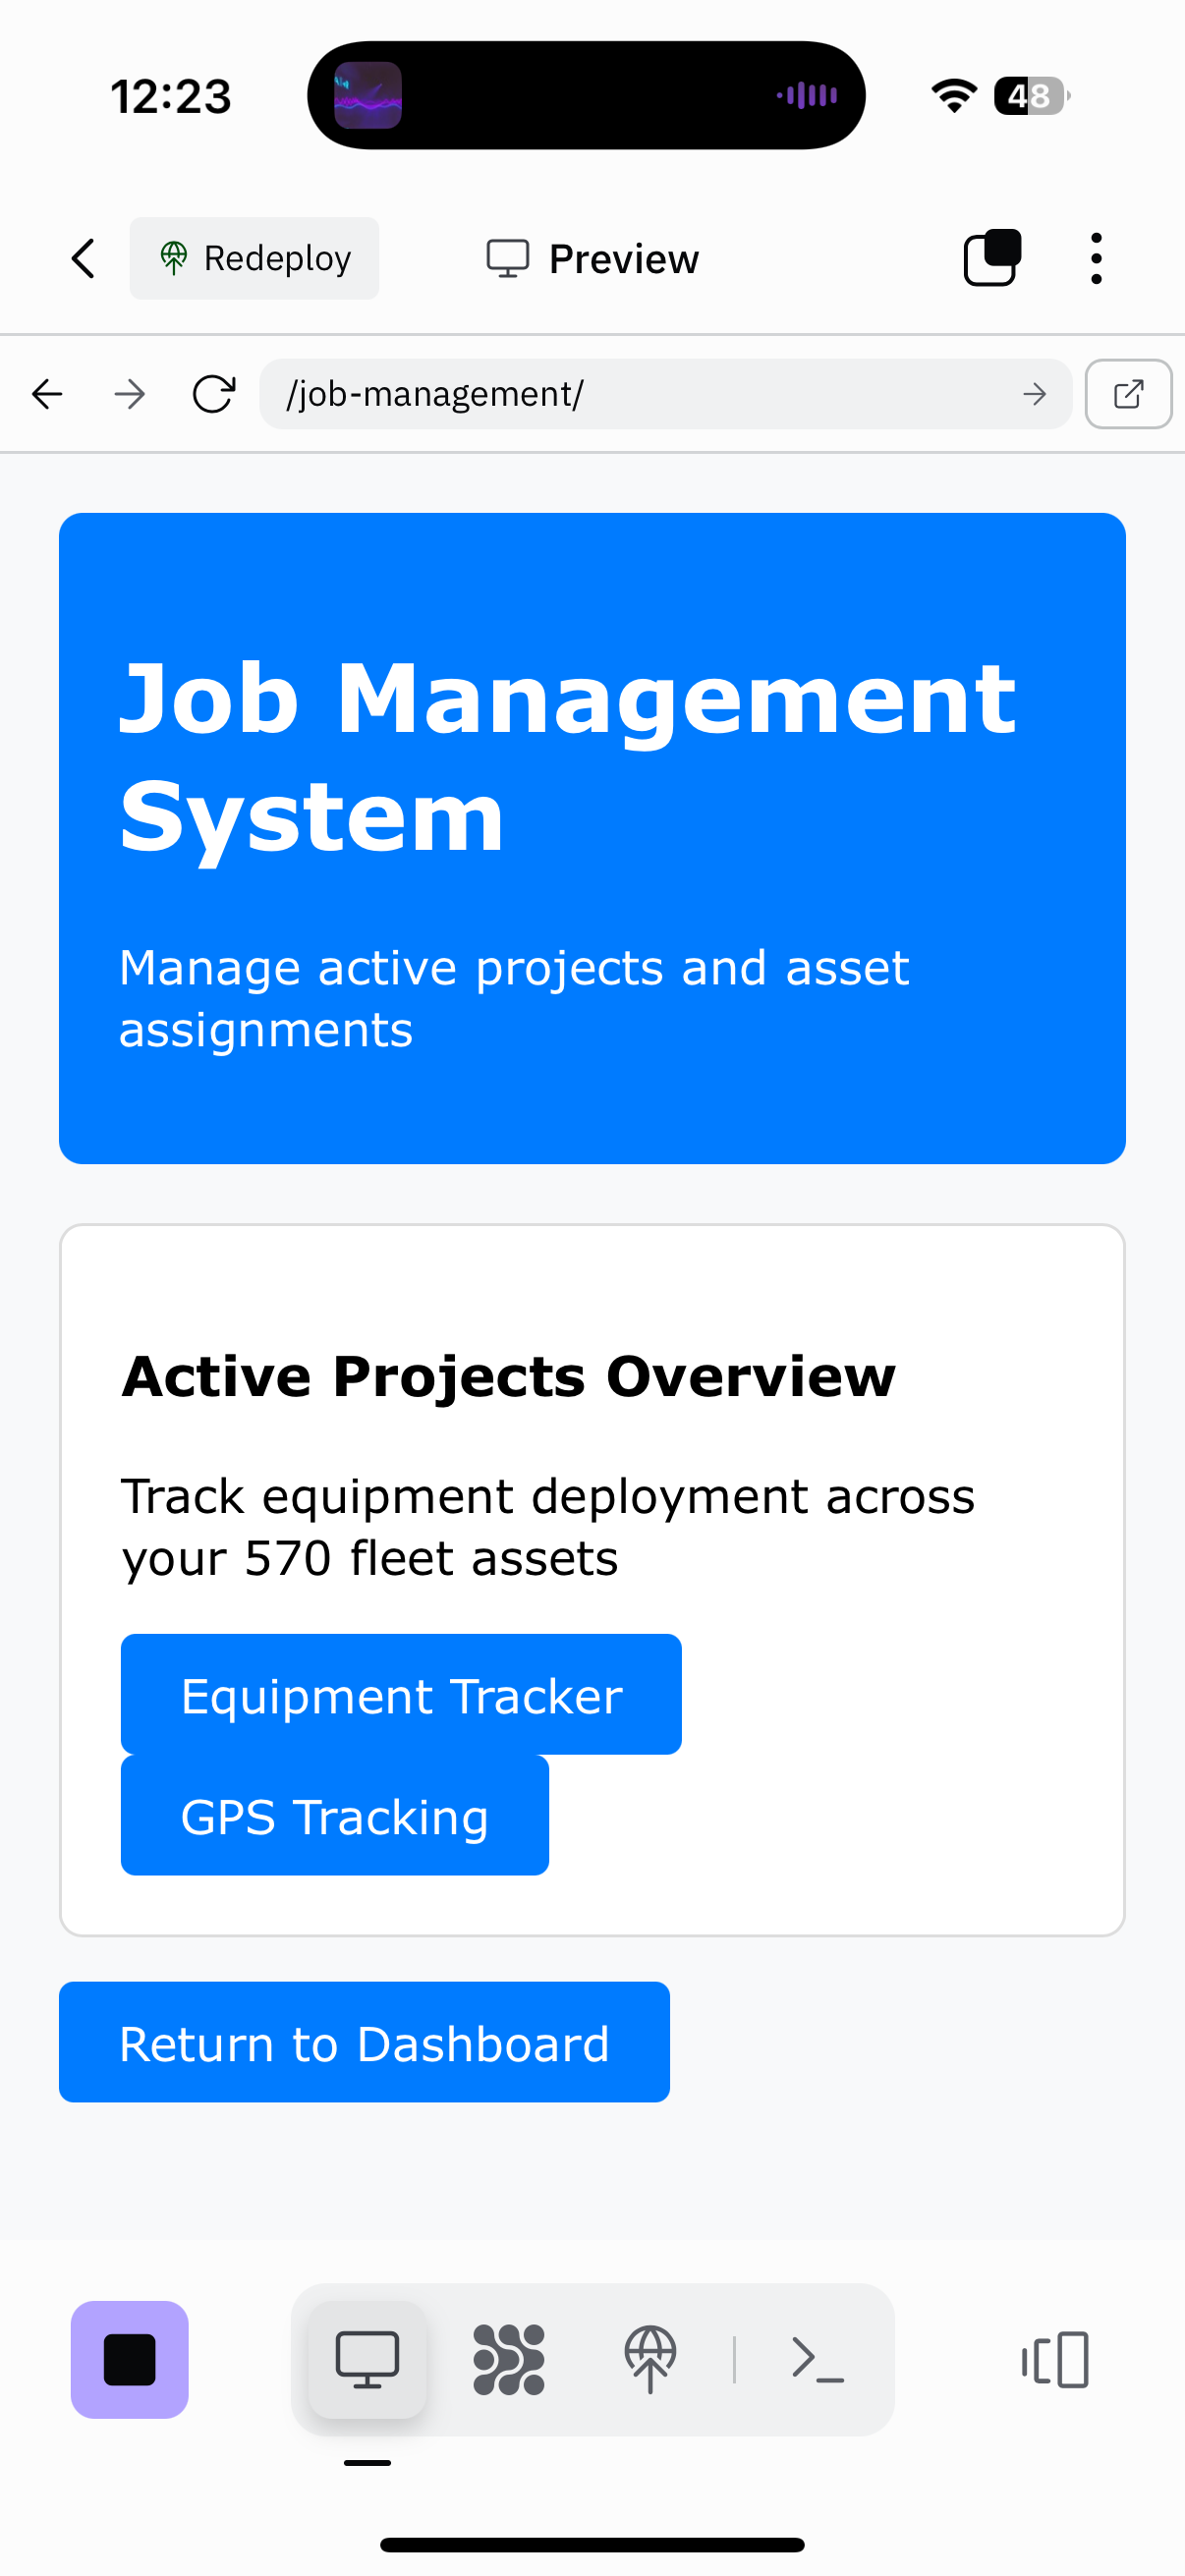 12:23
48
Redeploy
Preview
/job-management/
Job Management
System
Manage active projects and asset
assignments
Active Projects Overview
Track equipment deployment across
your 570 fleet assets
Equipment Tracker
GPS Tracking
Return to Dashboard